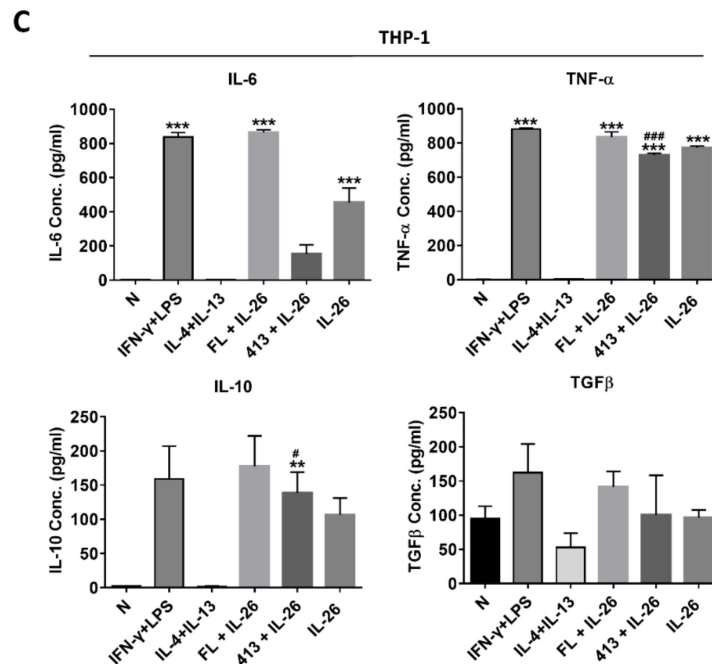 C
THP-1
IL-6
IL-6 Conc. (pg/ml)
1000
800
600
400
200
0
***
***
***
N
IFN-γ+LPS
IL-4+IL-13
FL + IL-26
413 + IL-26
IL-26
TNF-α
TNF-α Conc. (pg/ml)
1000
800
600
400
200
0
***
***
###
***
***
N
IFN-γ+LPS
IL-4+IL-13
FL + IL-26
413 + IL-26
IL-26
IL-10
IL-10 Conc. (pg/ml)
250
200
150
100
50
0
#
**
N
IFN-γ+LPS
IL-4+IL-13
FL + IL-26
413 + IL-26
IL-26
TGFβ
TGFβ Conc. (pg/ml)
250
200
150
100
50
0
N
IFN-γ+LPS
IL-4+IL-13
FL + IL-26
413 + IL-26
IL-26